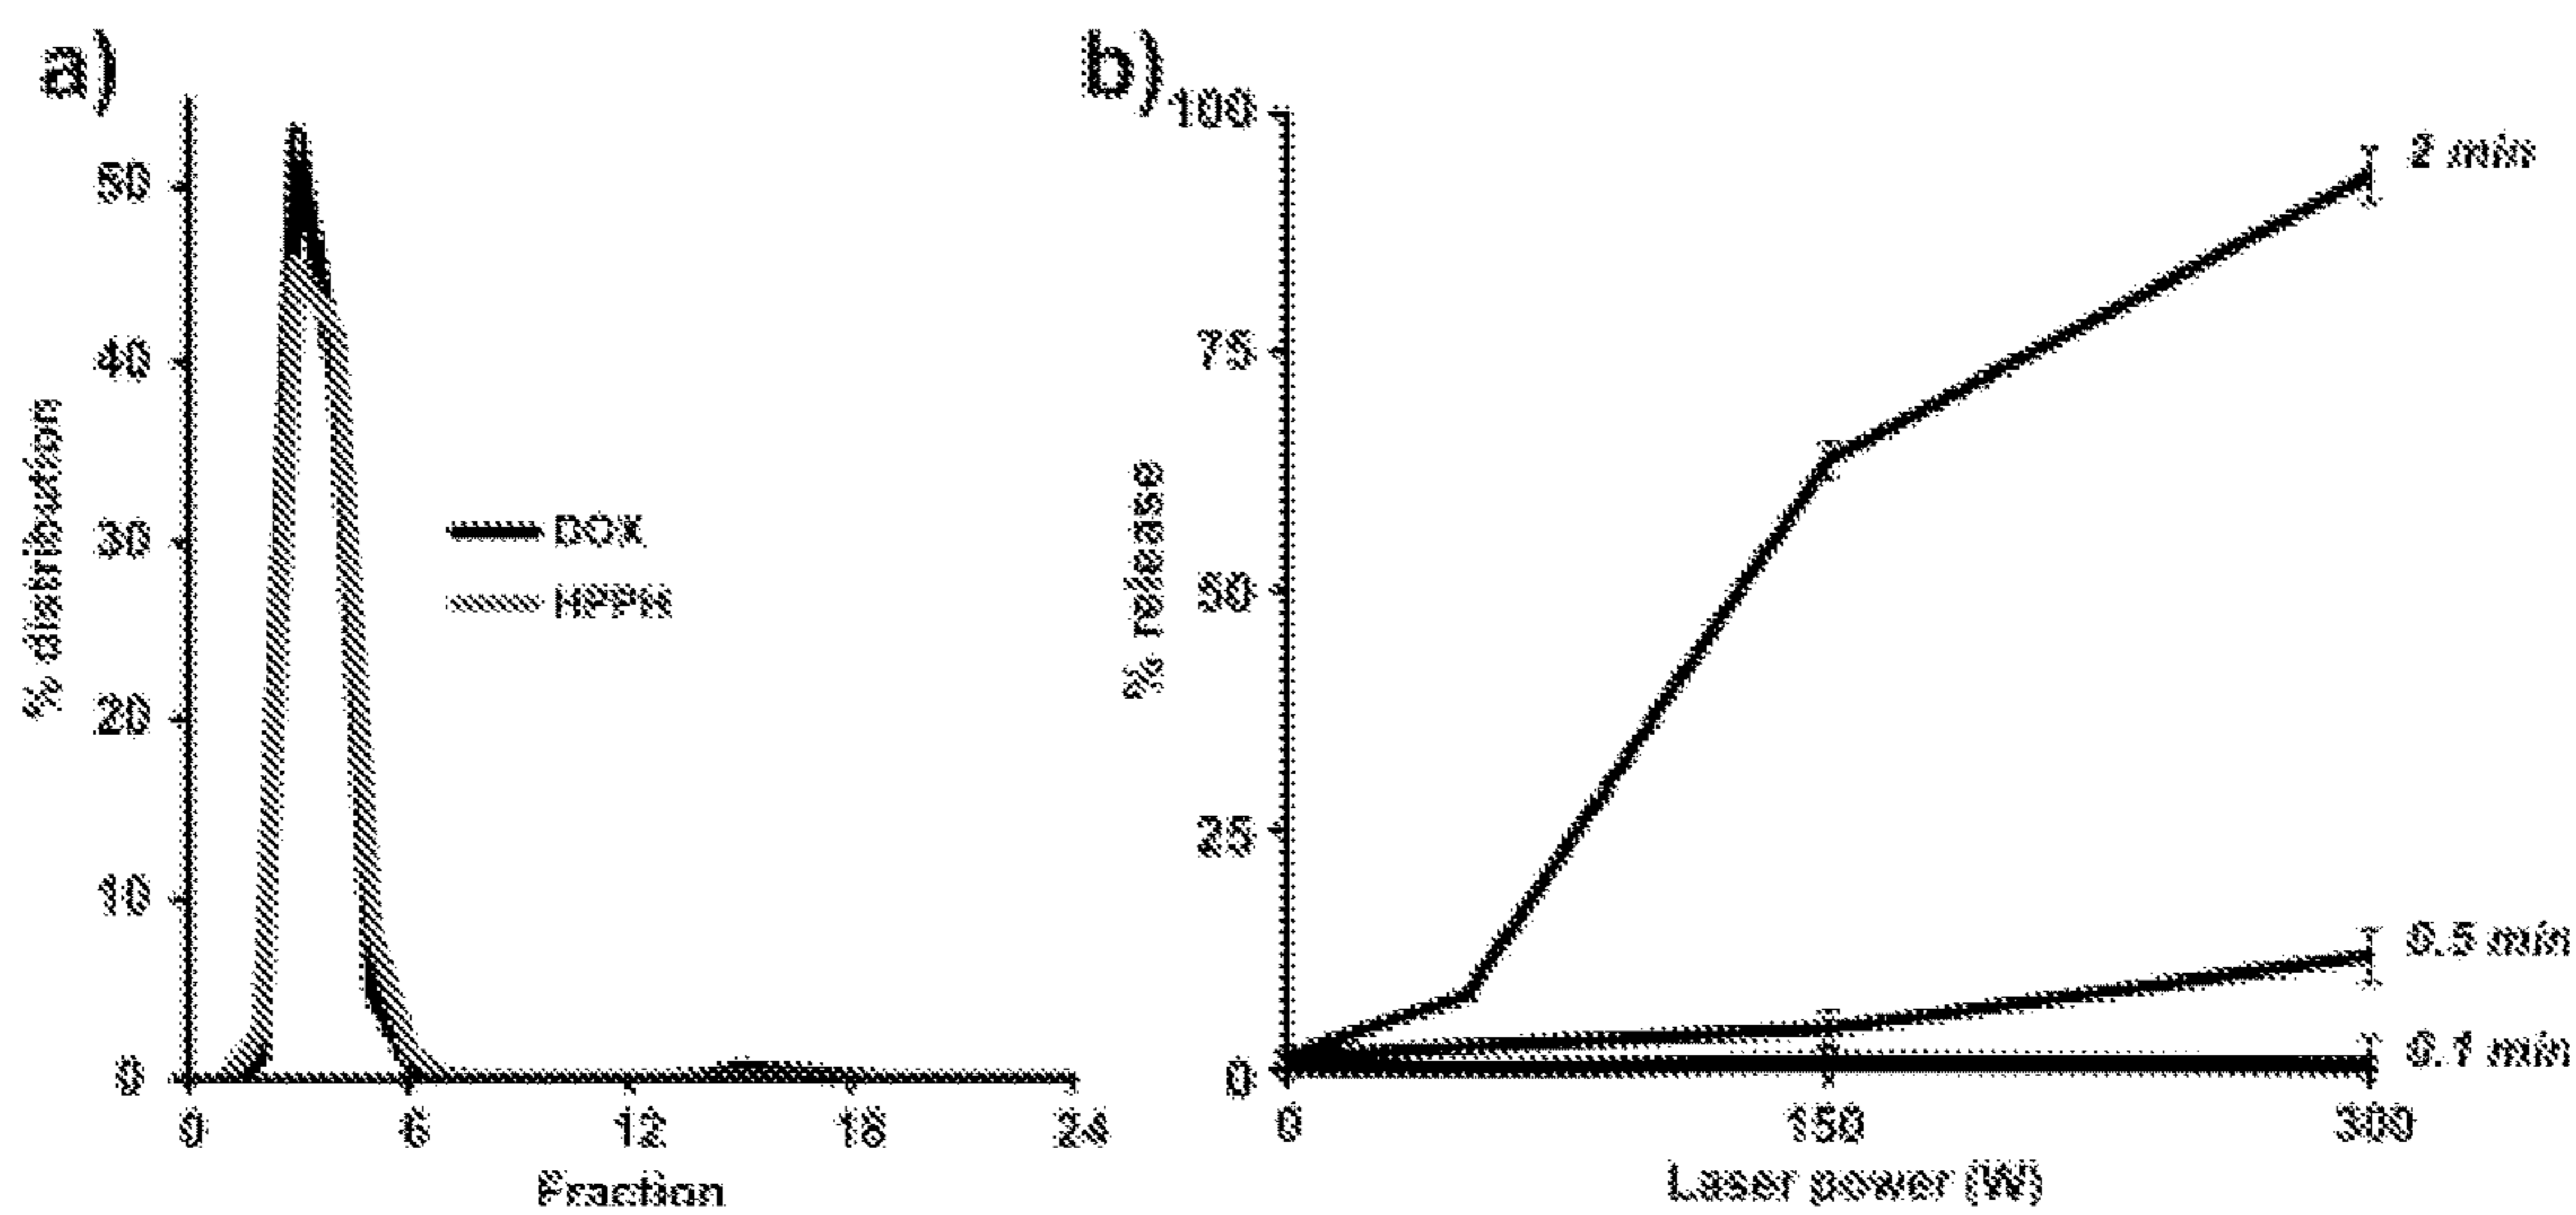 a)
% distribution
50
40
30
20
10
0
0 6 12 18 24
Fraction
DOX
HPPH
b)
% release
100
75
50
25
0
0 150 300
Laser power (W)
2 min
0.5 min
0.1 min